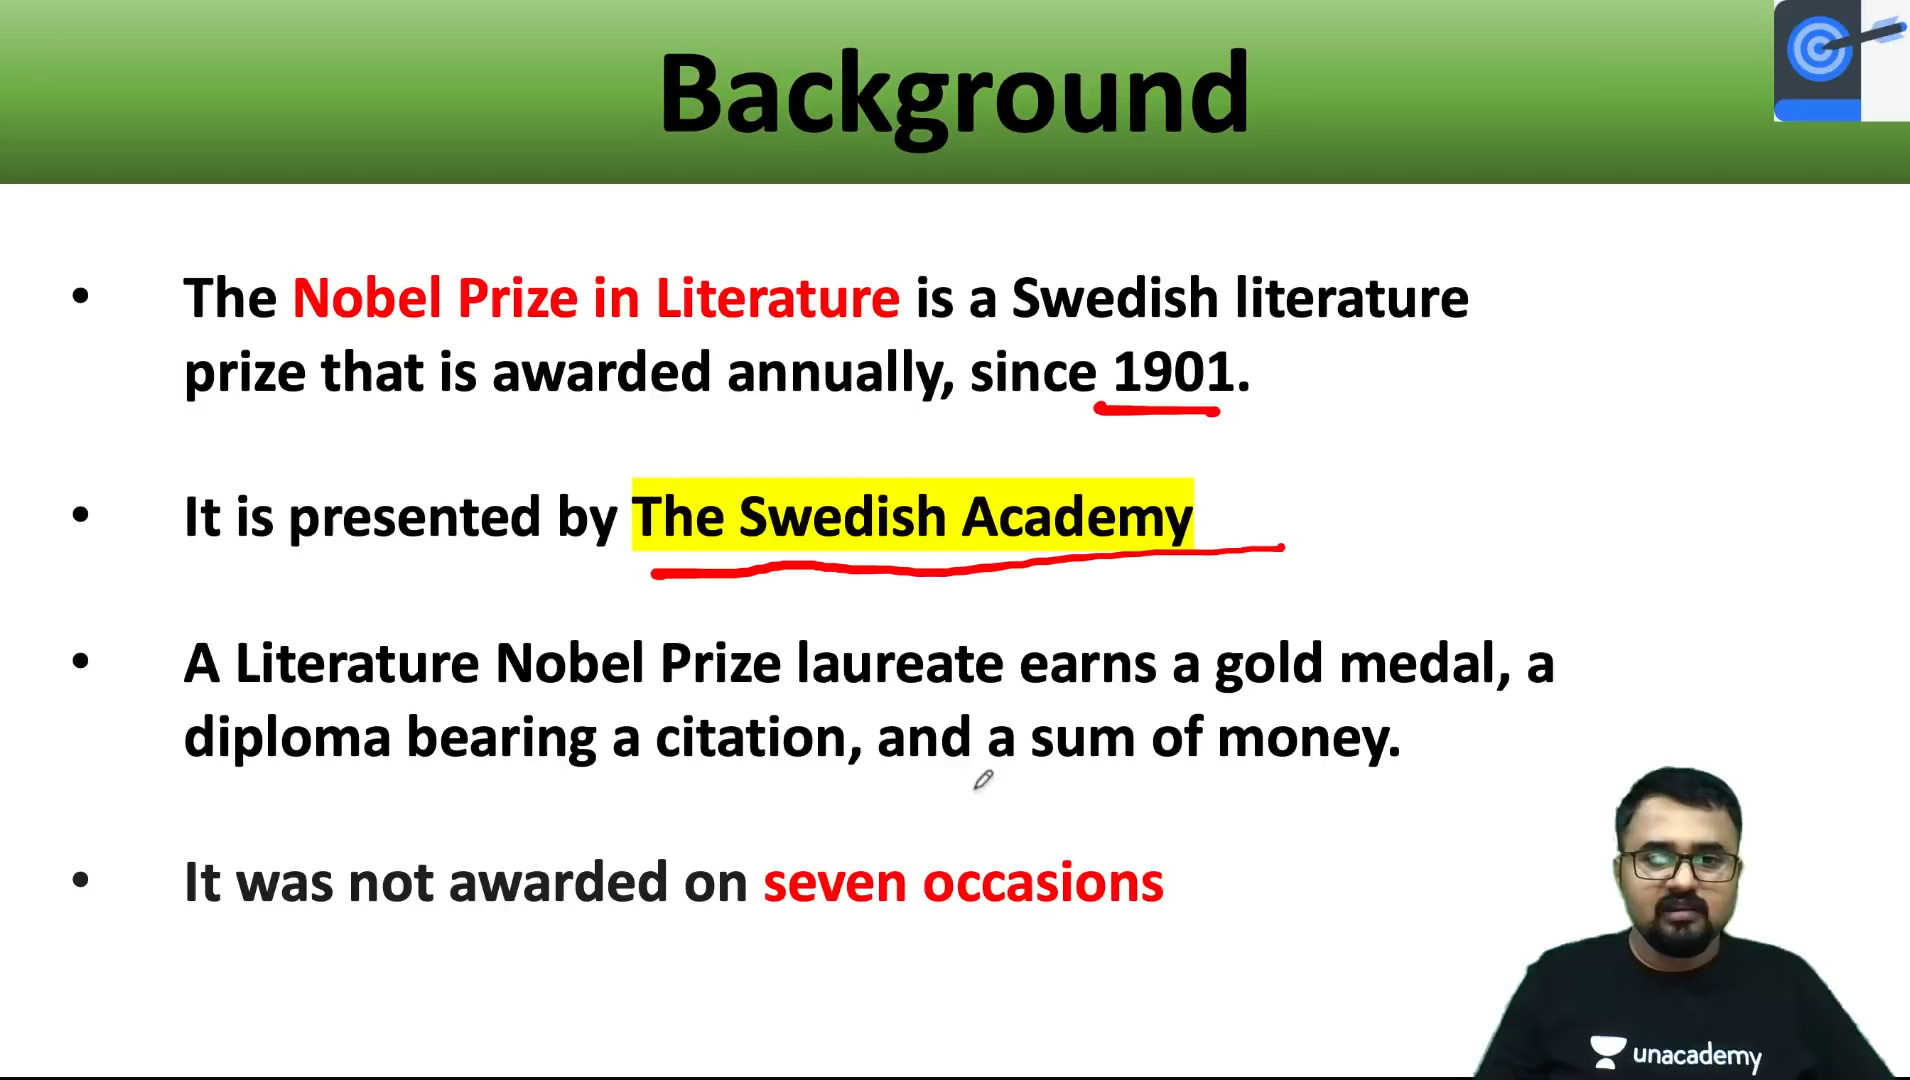 Background
• The Nobel Prize in Literature is a Swedish literature
prize that is awarded annually, since 1901.
• It is presented by The Swedish Academy
• A Literature Nobel Prize laureate earns a gold medal, a
diploma bearing a citation, and a sum of money.
• It was not awarded on seven occasions
unacademy